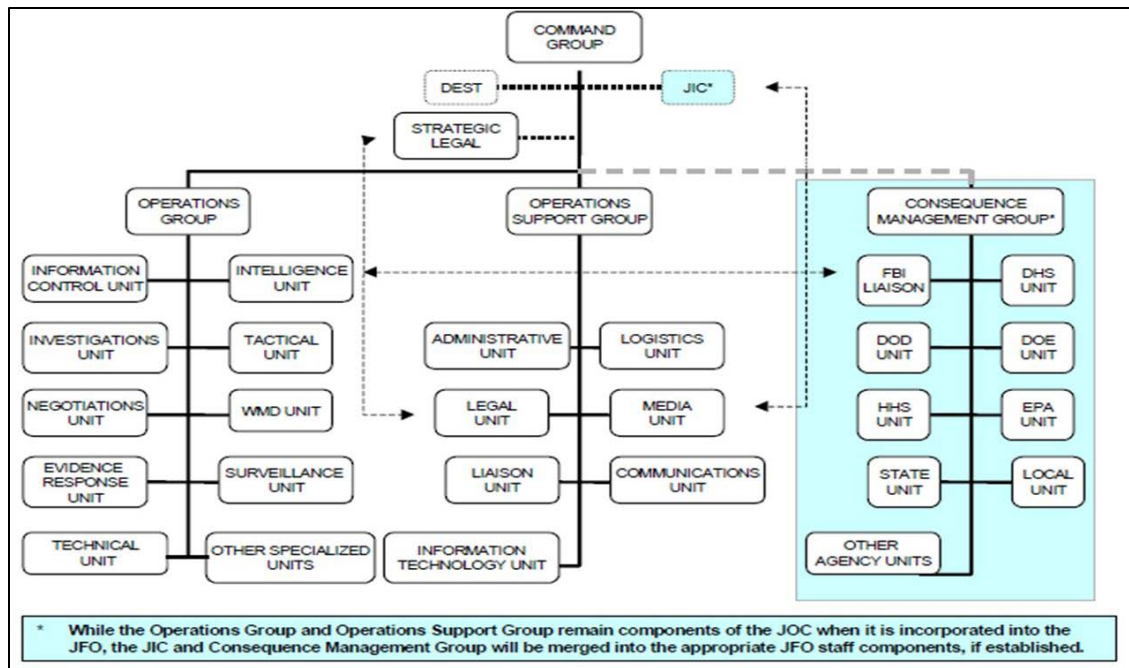 COMMAND
GROUP
DEST
JIC*
STRATEGIC
LEGAL
OPERATIONS
GROUP
OPERATIONS
SUPPORT GROUP
CONSEQUENCE
MANAGEMENT GROUP*
INFORMATION
CONTROL UNIT
INTELLIGENCE
UNIT
INVESTIGATIONS
UNIT
TACTICAL
UNIT
NEGOTIATIONS
UNIT
WMD UNIT
EVIDENCE
RESPONSE
UNIT
SURVEILLANCE
UNIT
TECHNICAL
UNIT
OTHER SPECIALIZED
UNITS
ADMINISTRATIVE
UNIT
LOGISTICS
UNIT
LEGAL
UNIT
MEDIA
UNIT
LIAISON
UNIT
COMMUNICATIONS
UNIT
INFORMATION
TECHNOLOGY UNIT
FBI
LIAISON
DHS
UNIT
DOD
UNIT
DOE
UNIT
HHS
UNIT
EPA
UNIT
STATE
UNIT
LOCAL
UNIT
OTHER
AGENCY UNITS
* While the Operations Group and Operations Support Group remain components of the JOC when it is incorporated into the
JFO, the JIC and Consequence Management Group will be merged into the appropriate JFO staff components, if established.